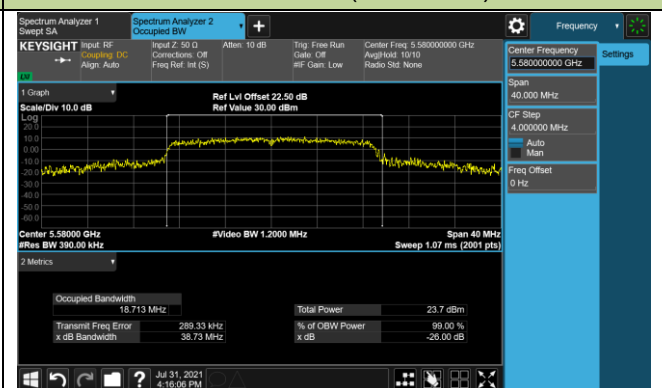 Spectrum Analyzer 1
Swept SA
Spectrum Analyzer 2
Occupied BW
Frequency
KEYSIGHT
Input: RF
Coupling: DC
Align: Auto
Input Z: 50 Ω
Corrections: Off
Freq Ref: Int (S)
Atten: 10 dB
Trig: Free Run
Gate: Off
#IF Gain: Low
Center Freq: 5.580000000 GHz
Avg|Hold: 10/10
Radio Std: None
Center Frequency
5.580000000 GHz
Settings
Span
40.000 MHz
CF Step
4.000000 MHz
Auto
Man
Freq Offset
0 Hz
1 Graph
Scale/Div 10.0 dB
Ref Lvl Offset 22.50 dB
Ref Value 30.00 dBm
Log
20.0
10.0
0.00
-10.0
-20.0
-30.0
-40.0
-50.0
-60.0
Center 5.58000 GHz
#Res BW 390.00 kHz
#Video BW 1.2000 MHz
Span 40 MHz
Sweep 1.07 ms (2001 pts)
2 Metrics
Occupied Bandwidth
18.713 MHz
Total Power 23.7 dBm
Transmit Freq Error 289.33 kHz
% of OBW Power 99.00 %
x dB Bandwidth 38.73 MHz
x dB -26.00 dB
Jul 31, 2021
4:16:06 PM